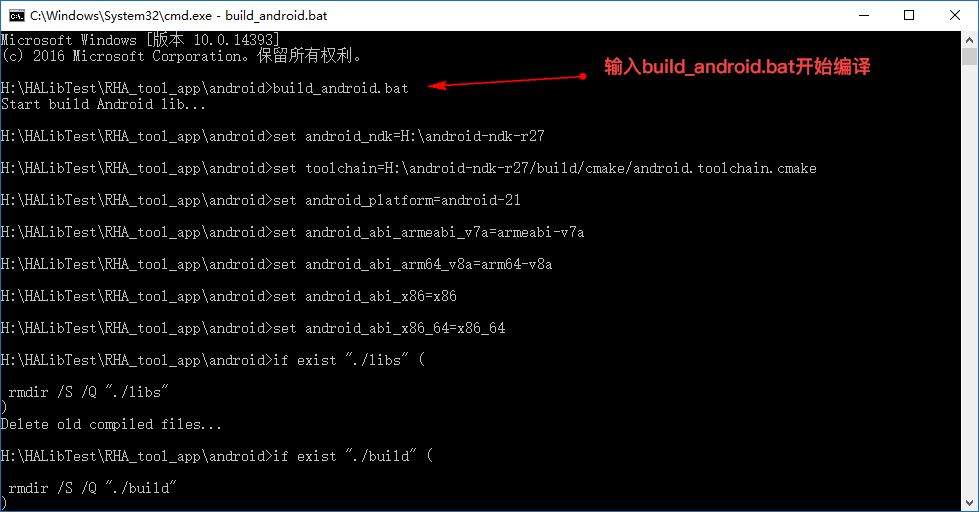 C:\Windows\System32\cmd.exe - build_android.bat
Microsoft Windows [版本 10.0.14393]
(c) 2016 Microsoft Corporation。保留所有权利。
输入build_android.bat开始编译
H:\HALibTest\RHA_tool_app\android>build_android.bat
Start build Android lib...
H:\HALibTest\RHA_tool_app\android>set android_ndk=H:\android-ndk-r27
H:\HALibTest\RHA_tool_app\android>set toolchain=H:\android-ndk-r27/build/cmake/android.toolchain.cmake
H:\HALibTest\RHA_tool_app\android>set android_platform=android-21
H:\HALibTest\RHA_tool_app\android>set android_abi_armeabi_v7a=armeabi-v7a
H:\HALibTest\RHA_tool_app\android>set android_abi_arm64_v8a=arm64-v8a
H:\HALibTest\RHA_tool_app\android>set android_abi_x86=x86
H:\HALibTest\RHA_tool_app\android>set android_abi_x86_64=x86_64
H:\HALibTest\RHA_tool_app\android>if exist "./libs" (
rmdir /S /Q "./libs"
)
Delete old compiled files...
H:\HALibTest\RHA_tool_app\android>if exist "./build" (
rmdir /S /Q "./build"
)